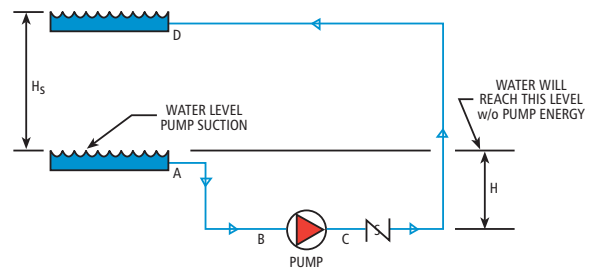 D
Hs
WATER LEVEL
PUMP SUCTION
WATER WILL
REACH THIS LEVEL
w/o PUMP ENERGY
A
H
B
C
S
PUMP